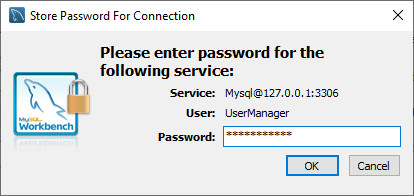 Store Password For Connection
Please enter password for the
following service:
Service: Mysql@127.0.0.1:3306
User: UserManager
Password: ***********
MySQL
Workbench
OK Cancel